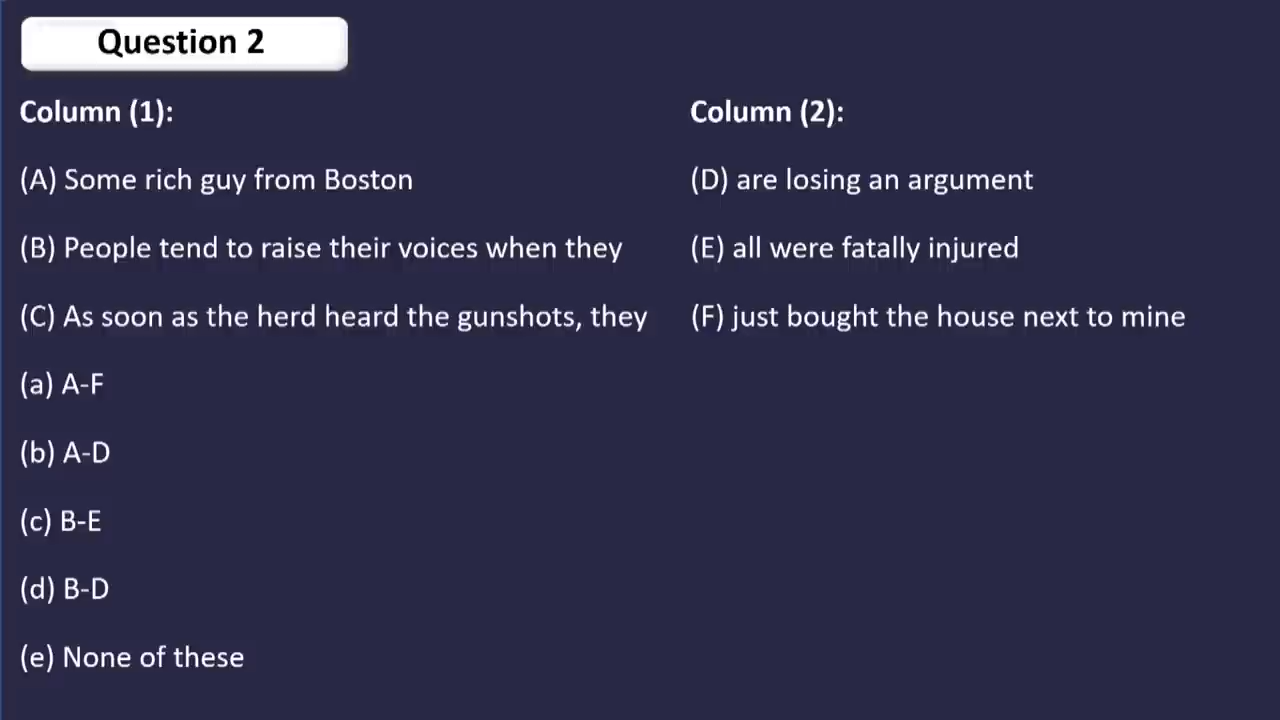 Question 2
Column (1):
Column (2):
(A) Some rich guy from Boston
(D) are losing an argument
(B) People tend to raise their voices when they
(E) all were fatally injured
(C) As soon as the herd heard the gunshots, they
(F) just bought the house next to mine
(a) A-F
(b) A-D
(c) B-E
(d) B-D
(e) None of these